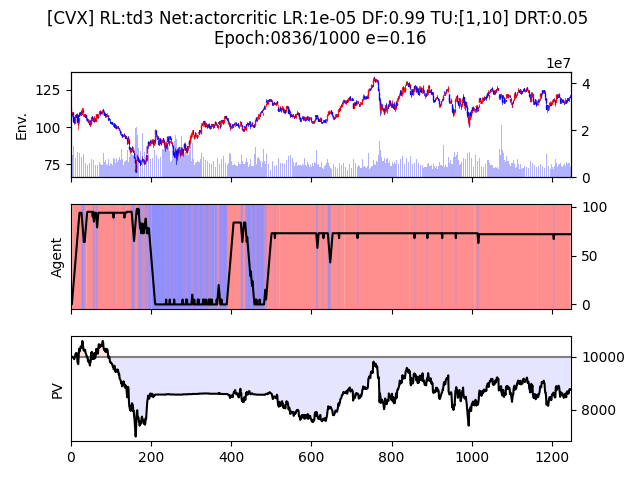 [CVX] RL:td3 Net:actorcritic LR:1e-05 DF:0.99 TU:[1,10] DRT:0.05
Epoch:0836/1000 e=0.16
1e7
125
100
75
Env.
4
2
0
Agent
100
50
0
PV
10000
8000
0 200 400 600 800 1000 1200